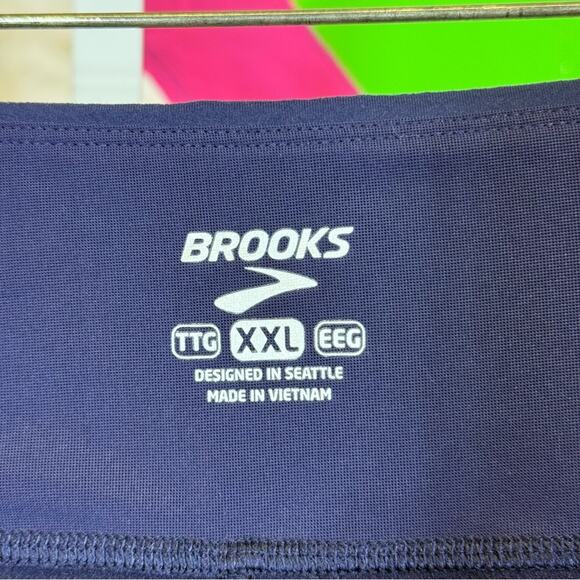 BROOKS
TTG XXL EEG
DESIGNED IN SEATTLE
MADE IN VIETNAM